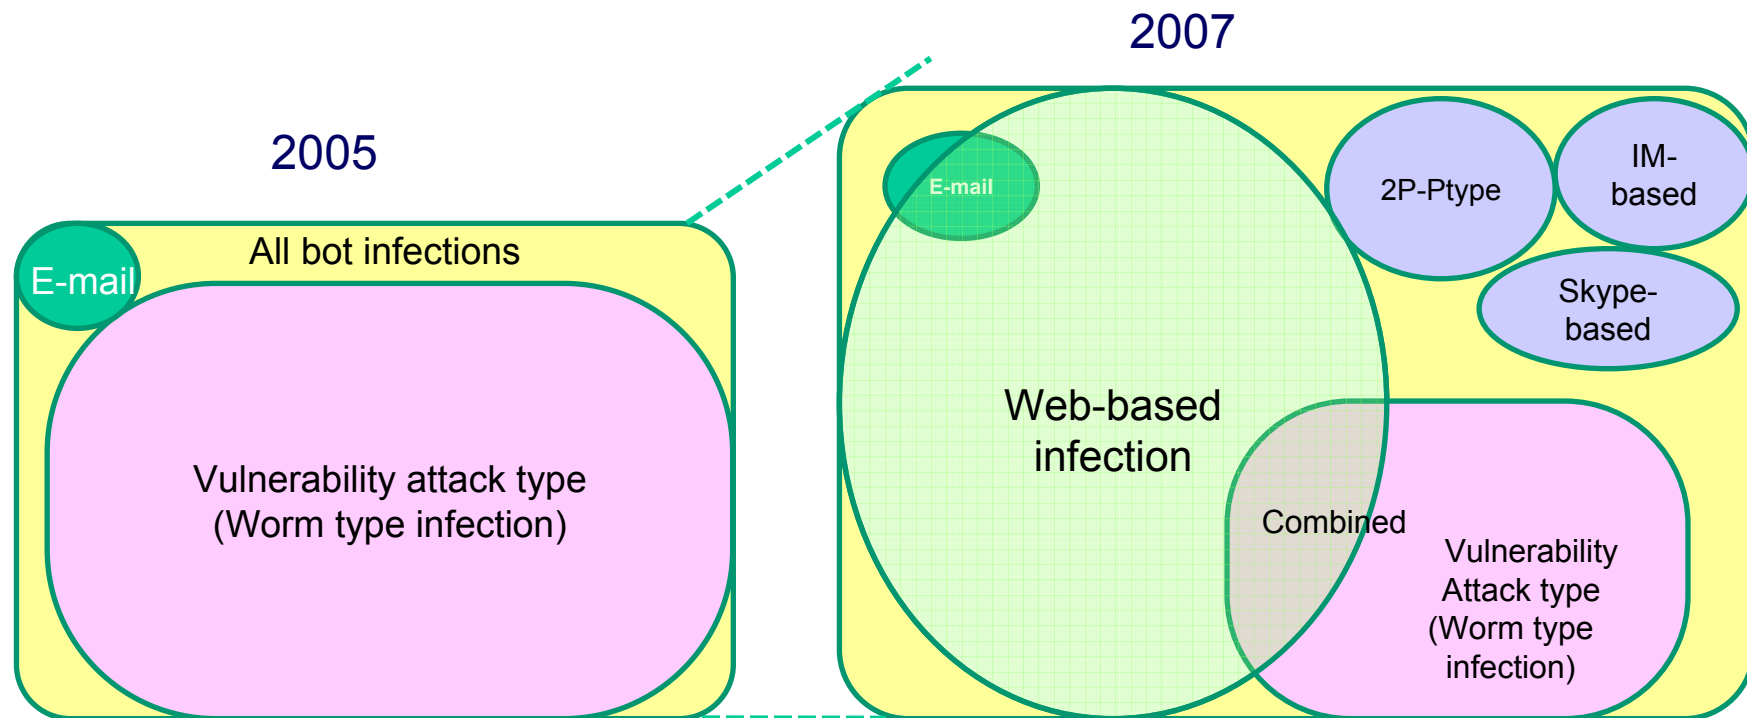 2005
All bot infections
E-mail
Vulnerability attack type
(Worm type infection)
2007
E-mail
2P-Ptype
IM-
based
Skype-
based
Web-based
infection
Combined
Vulnerability
Attack type
(Worm type
infection)